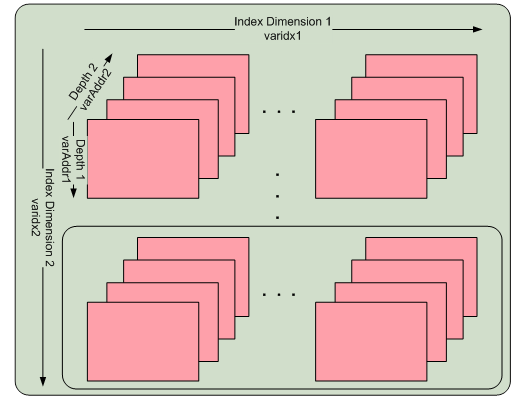 Index Dimension 1
varidx1
Depth 2
varAddr2
Depth 1
varAddr1
Index Dimension 2
varidx2
. . .
. . .